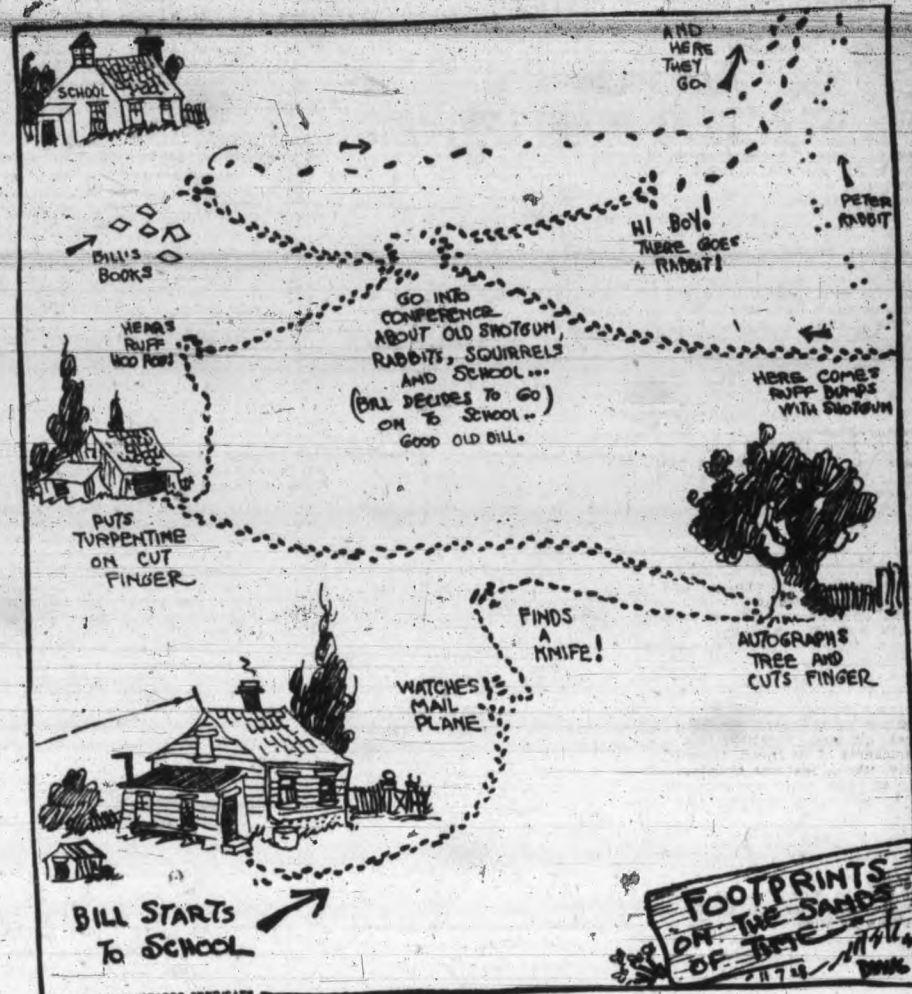 SCHOOL
AND
HERE
THEY
GO.
PETER
RABBIT
BILL'S
BOOKS
HI BOY!
THERE GOES
A RABBIT!
HEARS
RUFF
HOO HOO!
GO INTO
CONFERENCE
ABOUT OLD SHOTGUN,
RABBITS, SQUIRRELS
AND SCHOOL...
(BILL DECIDES TO GO)
ON TO SCHOOL..
GOOD OLD BILL.
HERE COMES
RUFF BUMPS
WITH SHOTGUN
PUTS
TURPENTINE
ON CUT
FINGER
FINDS
A
KNIFE!
AUTOGRAPHS
TREE AND
CUTS FINGER
WATCHES
MAIL
PLANE
BILL STARTS
TO SCHOOL
FOOTPRINTS
ON THE SANDS
OF TIME